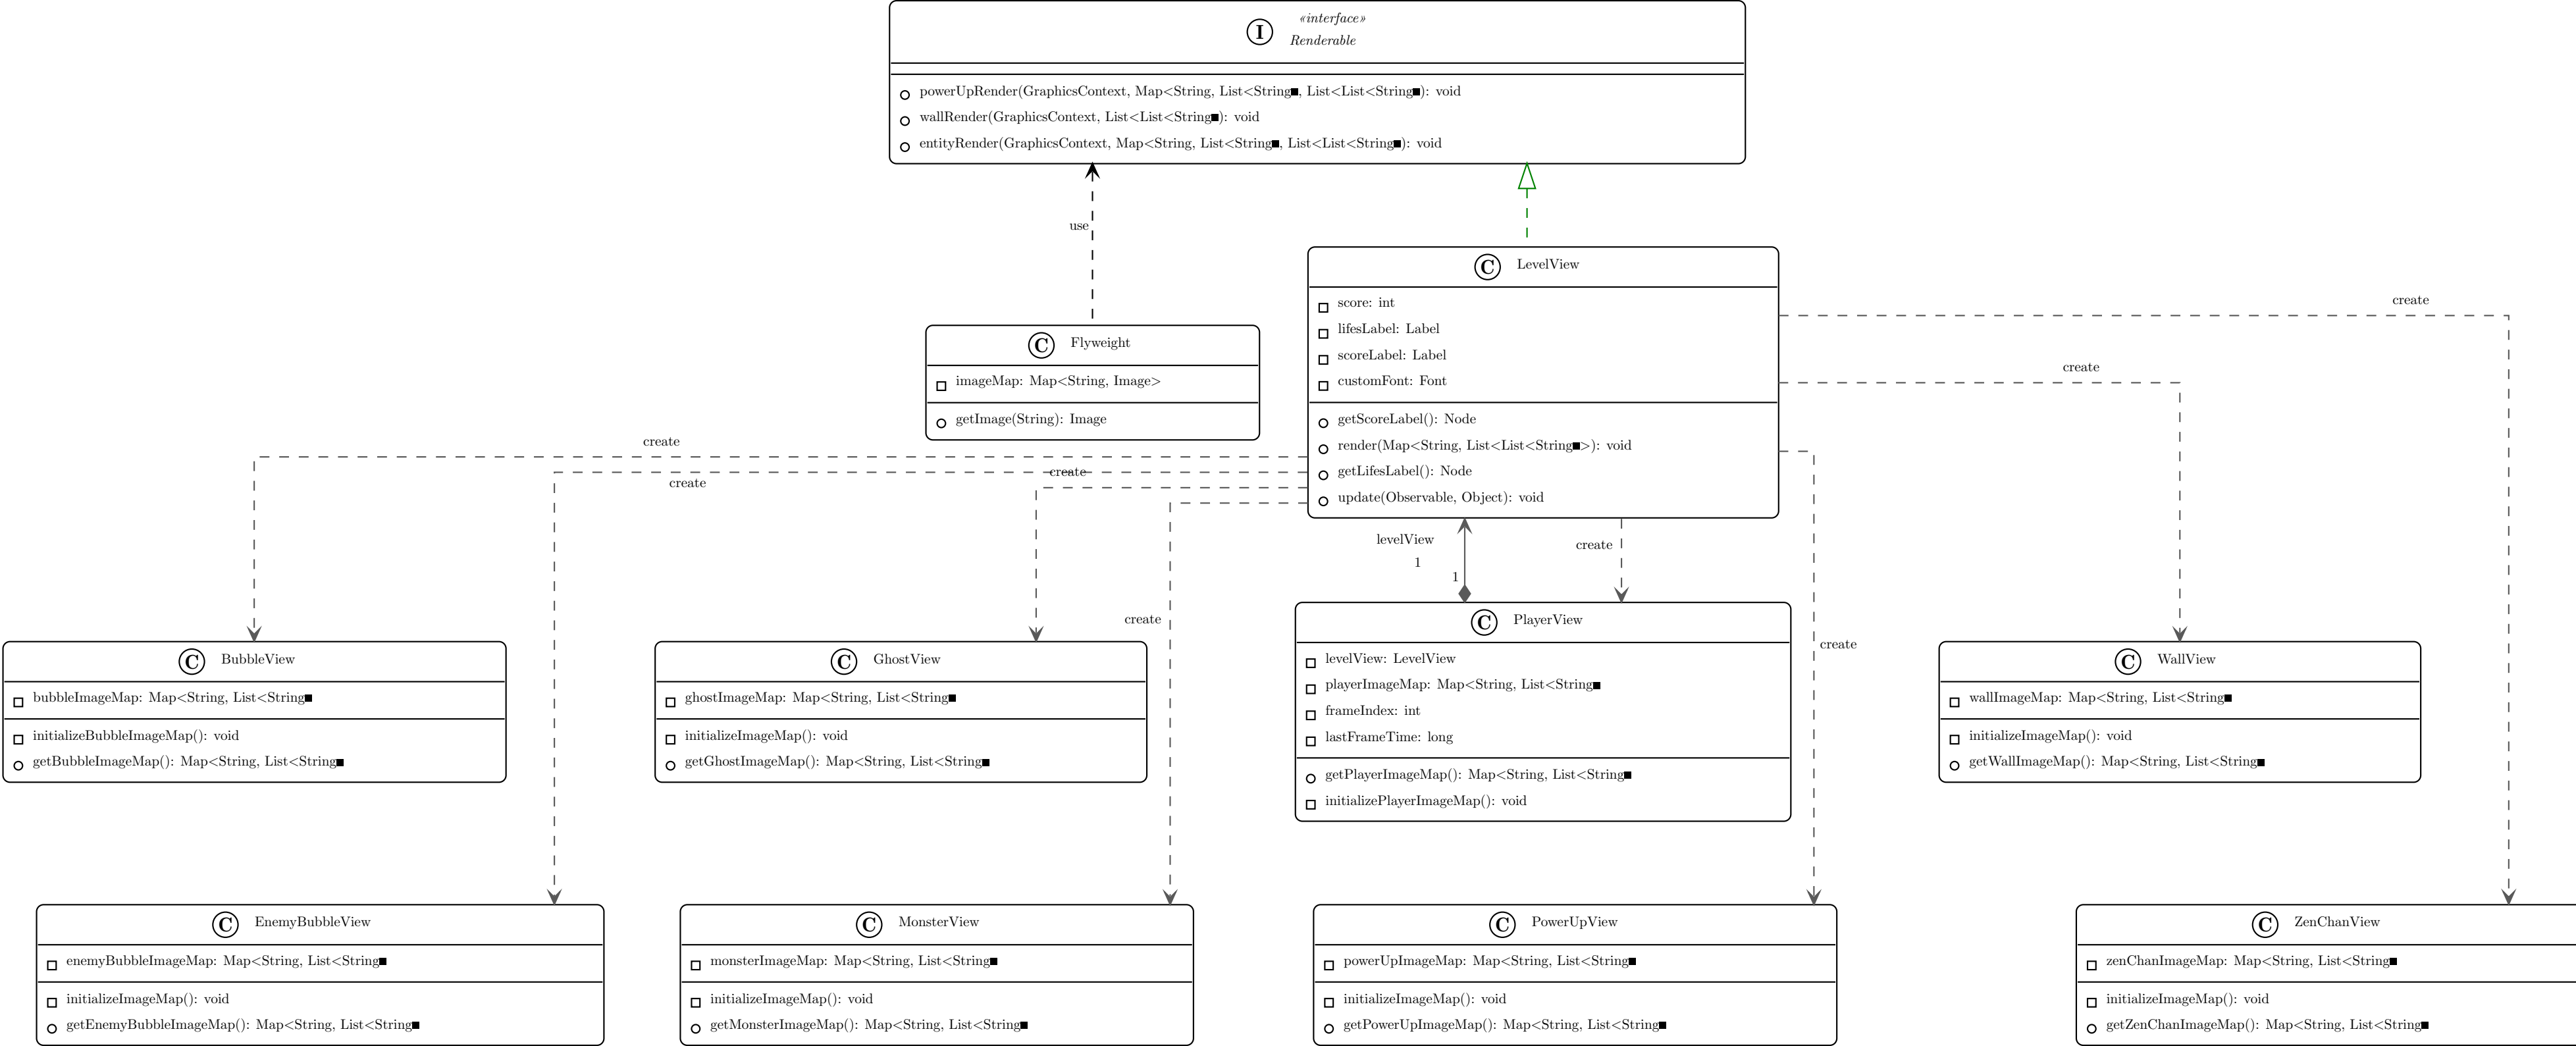 I
«interface»
Renderable
powerUpRender(GraphicsContext, Map<String, List<String■, List<List<String■): void
wallRender(GraphicsContext, List<List<String■): void
entityRender(GraphicsContext, Map<String, List<String■, List<List<String■): void
use
C LevelView
score: int
lifesLabel: Label
scoreLabel: Label
customFont: Font
getScoreLabel(): Node
render(Map<String, List<List<String■>): void
getLifesLabel(): Node
update(Observable, Object): void
C Flyweight
imageMap: Map<String, Image>
getImage(String): Image
create
create
create
create
create
create
create
create
levelView
1
1
C BubbleView
bubbleImageMap: Map<String, List<String■
initializeBubbleImageMap(): void
getBubbleImageMap(): Map<String, List<String■
C GhostView
ghostImageMap: Map<String, List<String■
initializeImageMap(): void
getGhostImageMap(): Map<String, List<String■
C PlayerView
levelView: LevelView
playerImageMap: Map<String, List<String■
frameIndex: int
lastFrameTime: long
getPlayerImageMap(): Map<String, List<String■
initializePlayerImageMap(): void
C WallView
wallImageMap: Map<String, List<String■
initializeImageMap(): void
getWallImageMap(): Map<String, List<String■
C EnemyBubbleView
enemyBubbleImageMap: Map<String, List<String■
initializeImageMap(): void
getEnemyBubbleImageMap(): Map<String, List<String■
C MonsterView
monsterImageMap: Map<String, List<String■
initializeImageMap(): void
getMonsterImageMap(): Map<String, List<String■
C PowerUpView
powerUpImageMap: Map<String, List<String■
initializeImageMap(): void
getPowerUpImageMap(): Map<String, List<String■
C ZenChanView
zenChanImageMap: Map<String, List<String■
initializeImageMap(): void
getZenChanImageMap(): Map<String, List<String■